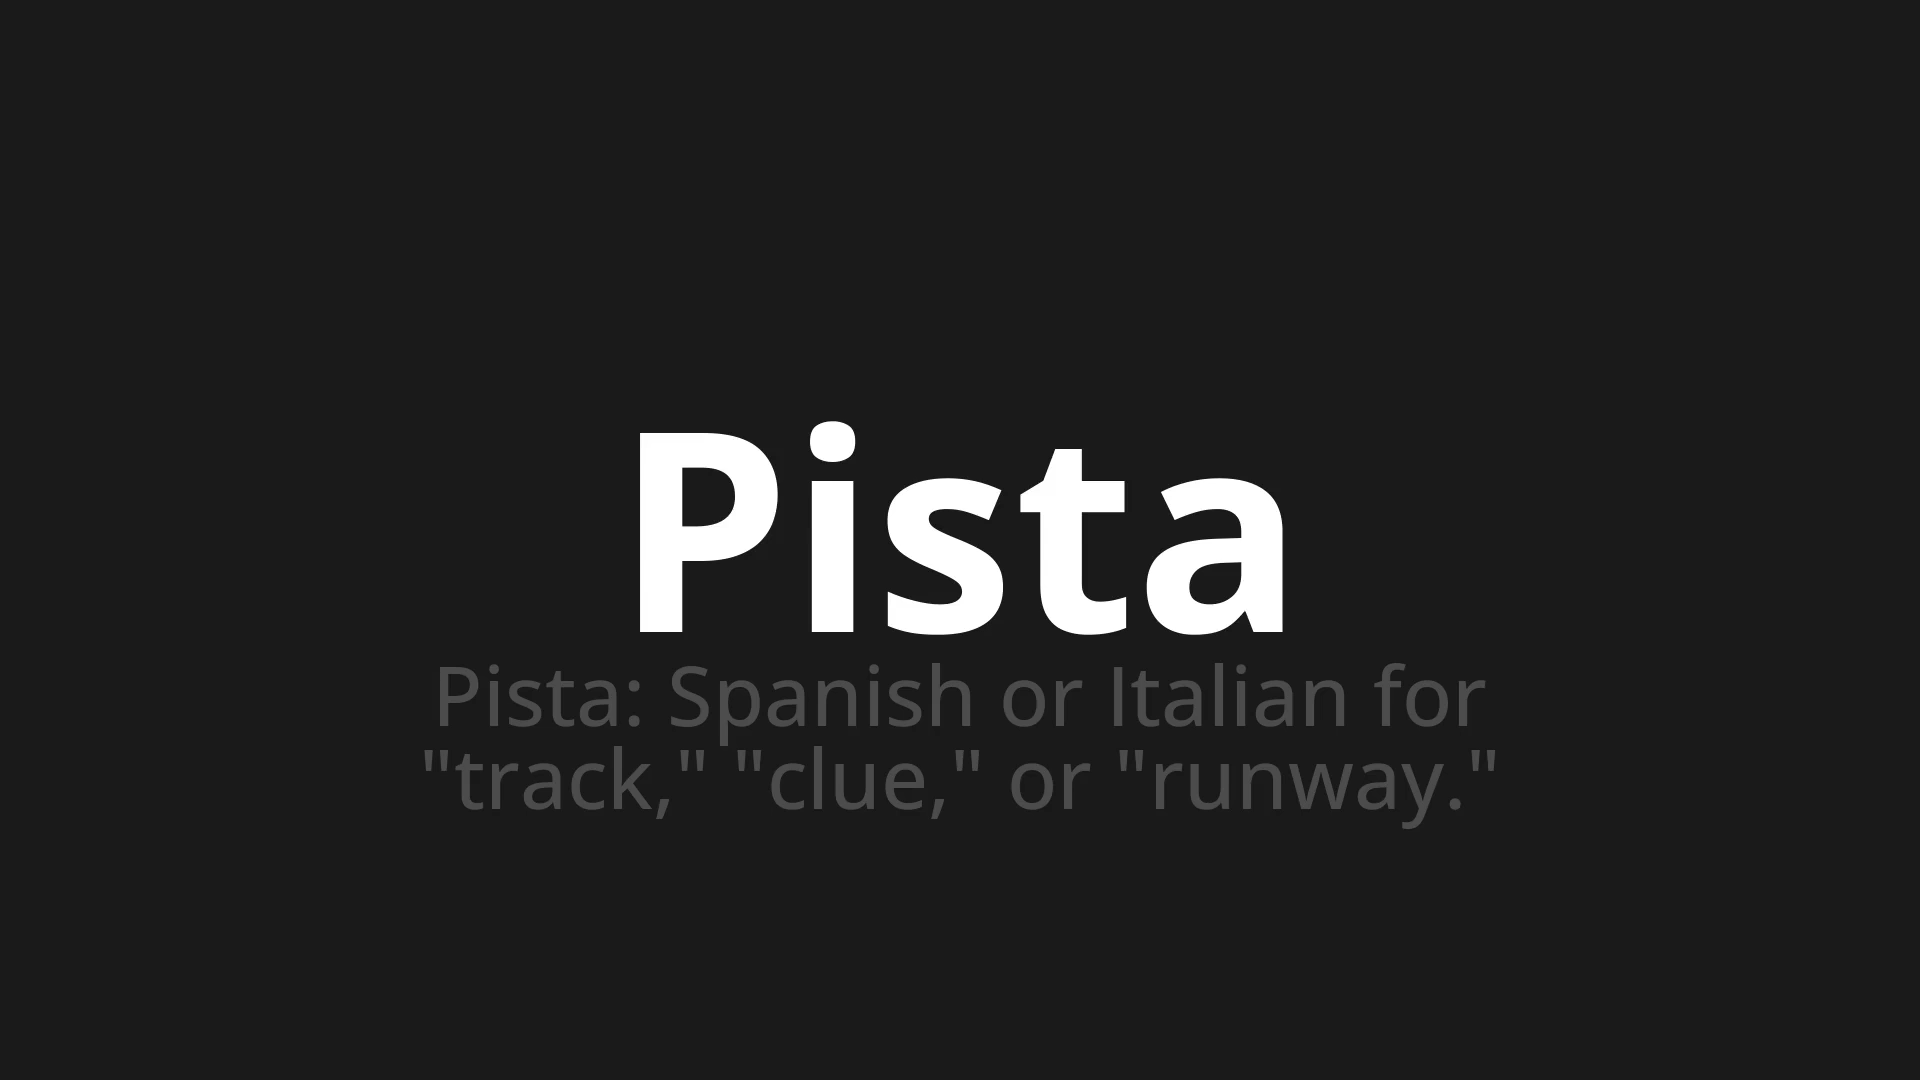 Pista
Pista: Spanish or Italian for
"track," "clue," or "runway."